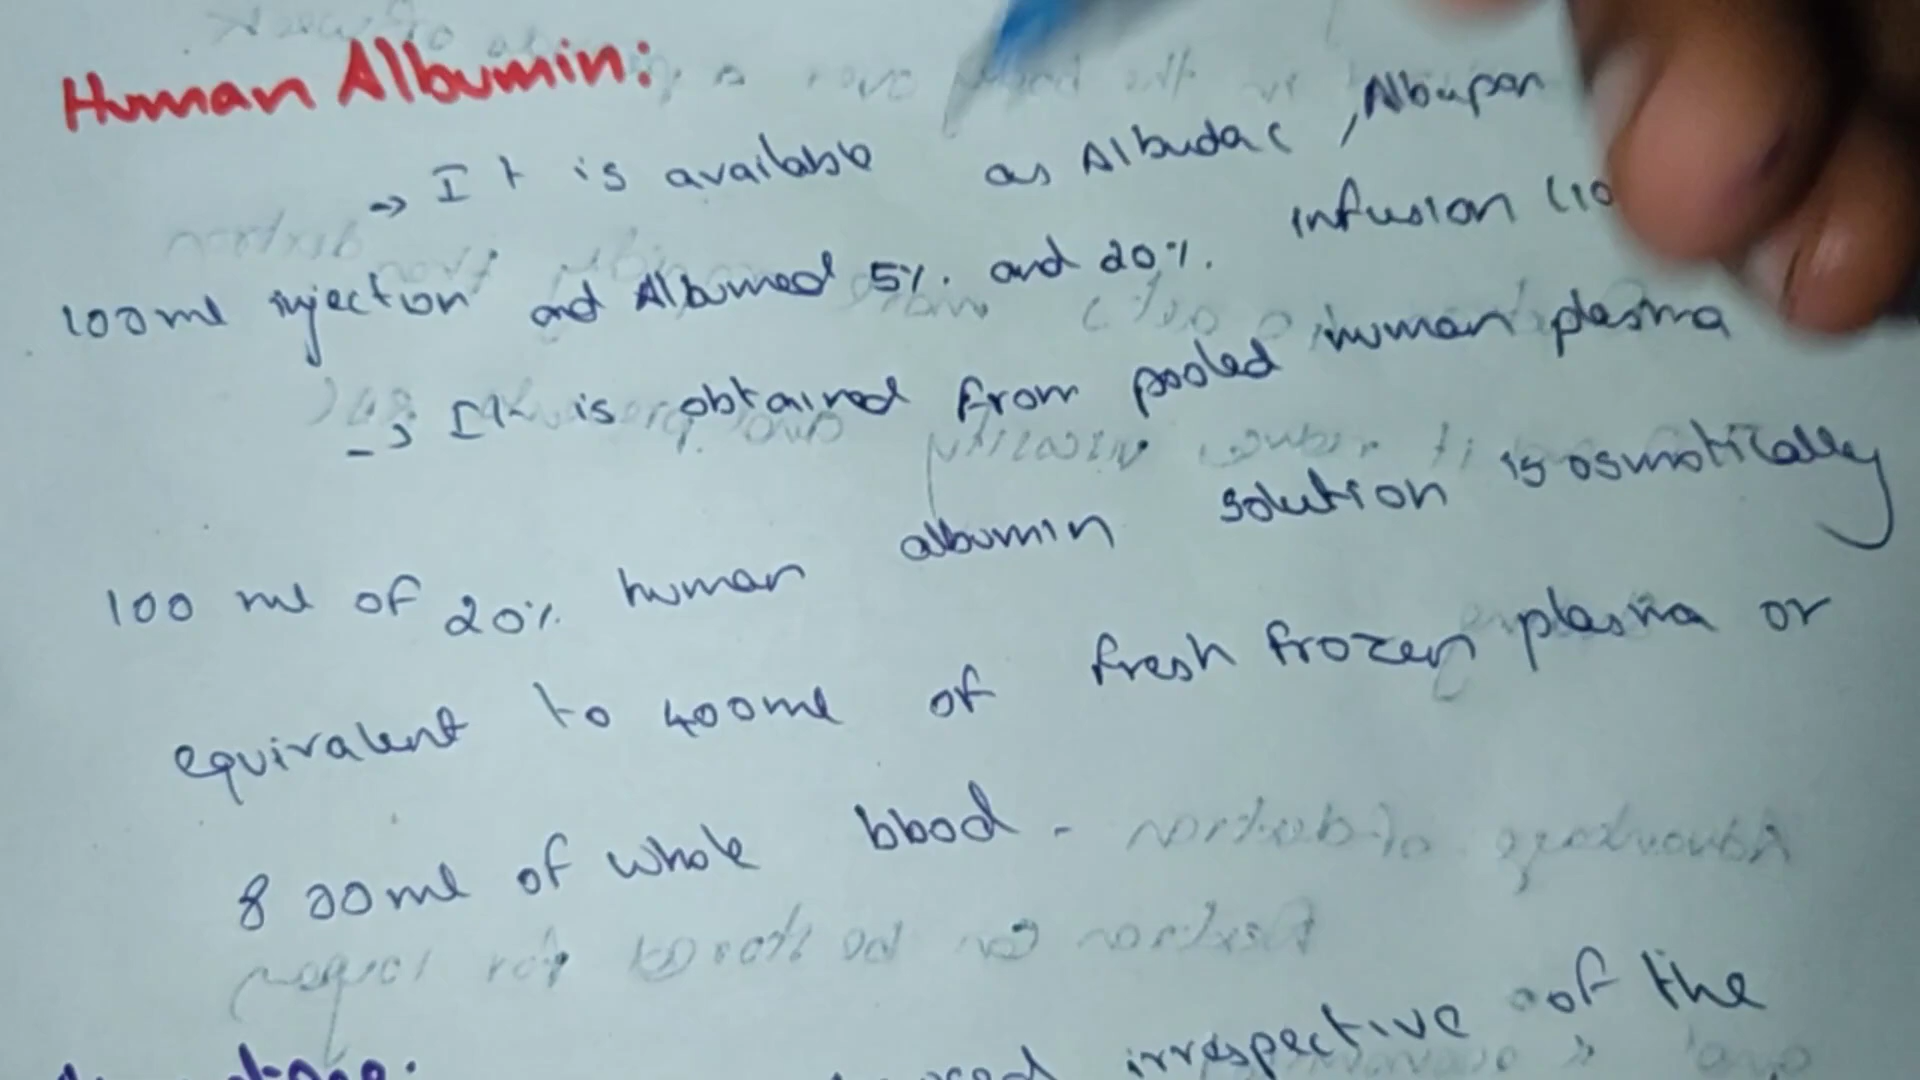 Human Albumin:
→ It is available as Albudac, Albupan
100ml injection and Albumed 5%. and 20%. infusion (10
→ It is obtained from pooled human plasma
100 ml of 20%. human albumin solution is osmotically
equivalent to 400ml of fresh frozen plasma or
800ml of whole blood.
irrespective of the